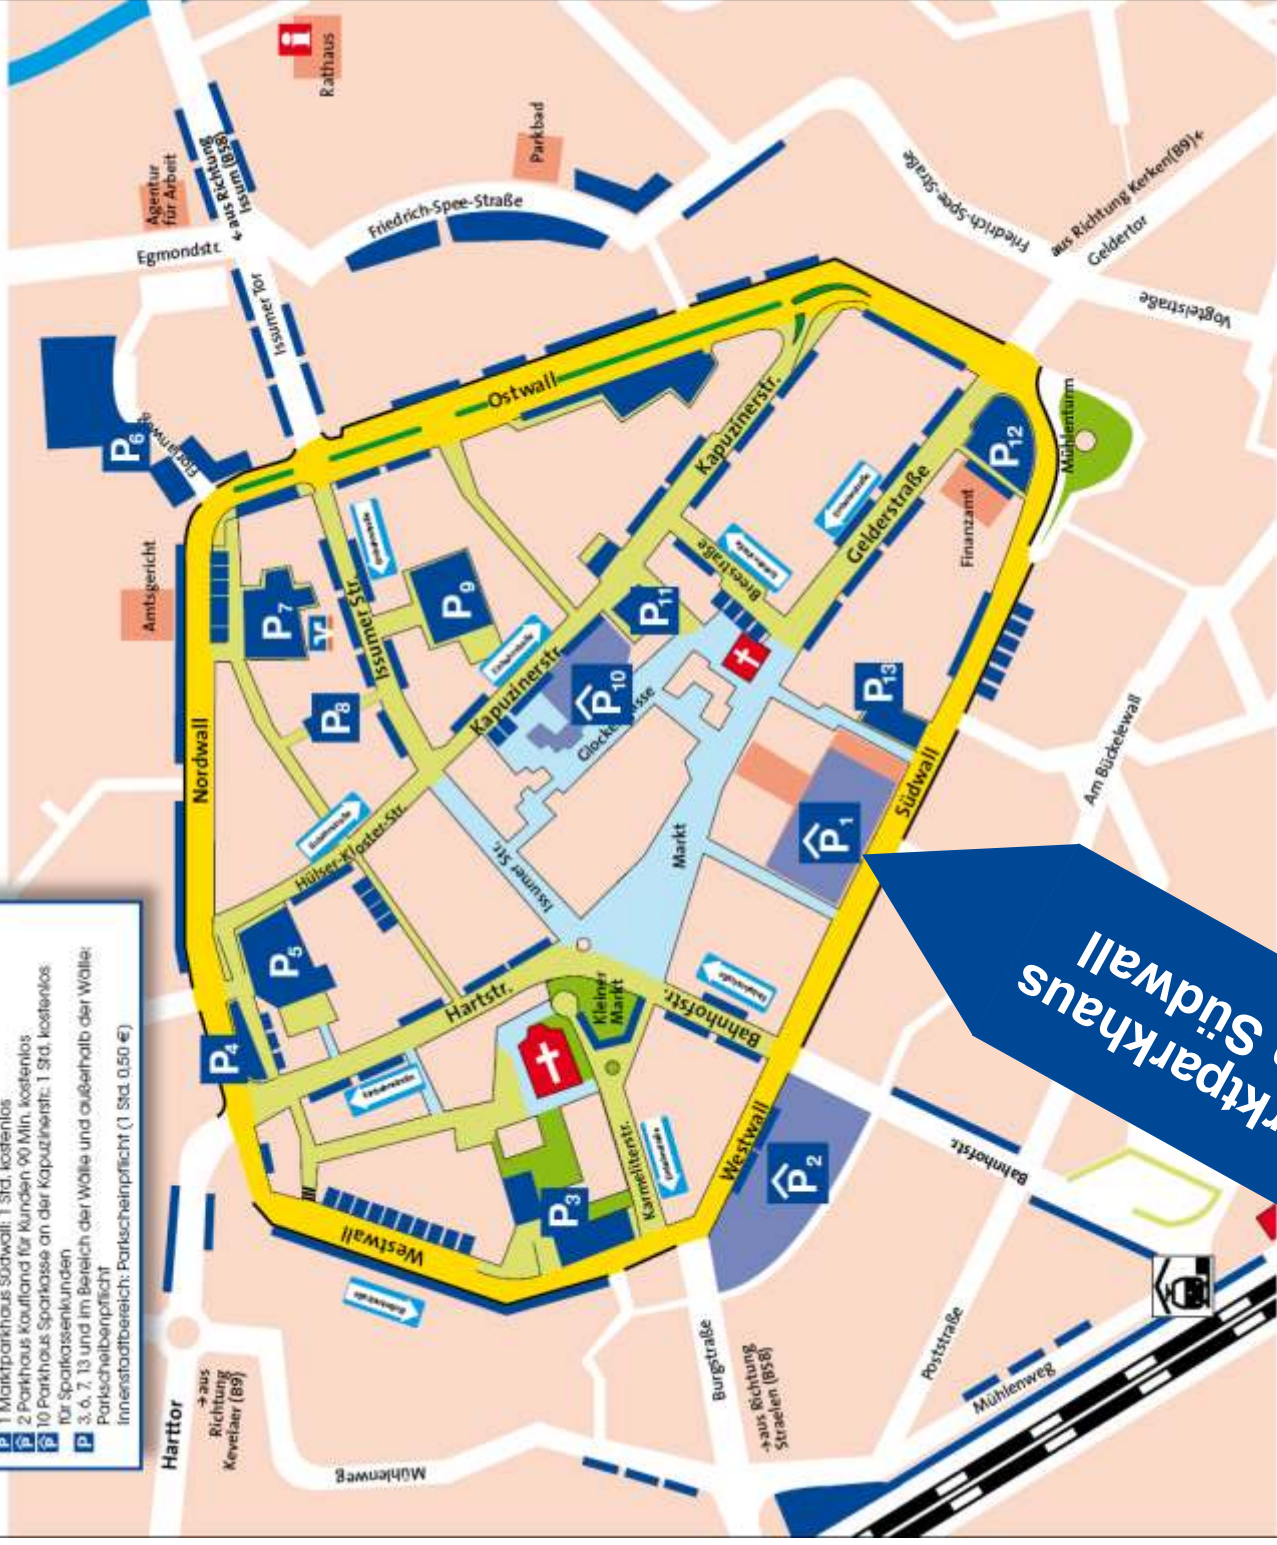 1 Marktparkhaus Südwall: 1 Std. kostenlos
2 Parkhaus Kaufland für Kunden 90 Min. kostenlos
10 Parkhaus Sparkasse an der Kapuzinerstr.: 1 Std. kostenlos
für Sparkassenkunden
P 3, 6, 7, 13 und im Bereich der Wälle und außerhalb der Wälle:
Parkscheibenpflicht
Innenstadtbereich: Parkscheinpflicht (1 Std. 0,50 €)
Harttor
→aus
Richtung
Kevelaer (B9)
Mühlenweg
Nordwall
Amtsgericht
Florianweg
P6
Egmondstr.
Agentur
für Arbeit
←aus Richtung
Issum (B58)
i
Rathaus
Issumer Tor
Parkbad
Friedrich-Spee-Straße
Friedrich-Spee-Straße
aus Richtung Kerken(B9)←
Geldertor
Vogteistraße
Ostwall
P4
P5
P7
P8
P9
Issumer Str.
Hülser-Kloster-Str.
Kapuzinerstr.
Kapuzinerstr.
P10
P11
Breestraße
Gelderstraße
P12
Finanzamt
Mühlenturm
P13
P1
Markt
Issumer Str.
Hartstr.
Kleiner
Markt
Bahnhofstr.
Karmeliterstr.
P3
Westwall
Westwall
P2
Südwall
Am Bückelewall
Bahnhofstr.
Burgstraße
→aus Richtung
Straelen (B58)
Poststraße
Mühlenweg
Südwall